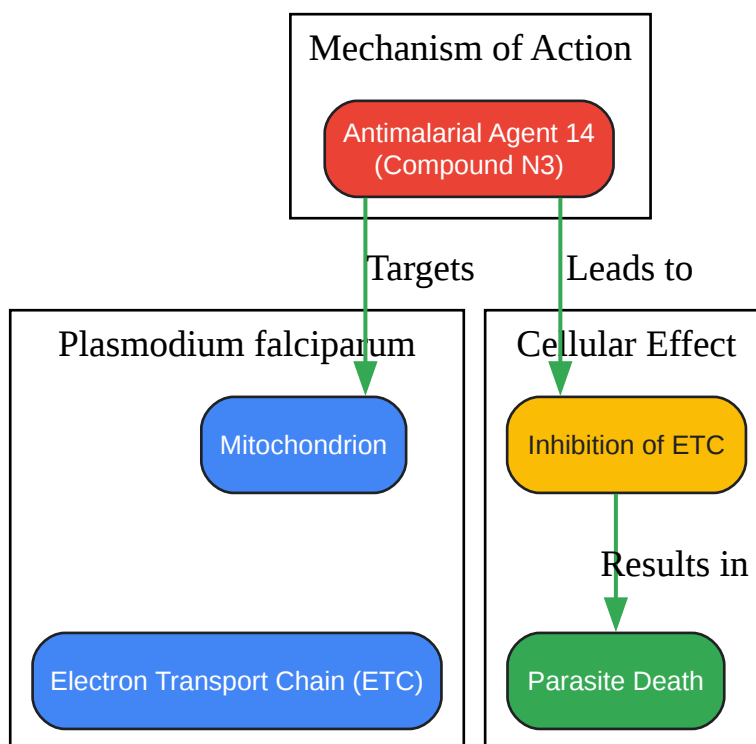 Mechanism of Action
Antimalarial Agent 14
(Compound N3)
Targets
Leads to
Plasmodium falciparum
Cellular Effect
Mitochondrion
Inhibition of ETC
Results in
Electron Transport Chain (ETC)
Parasite Death